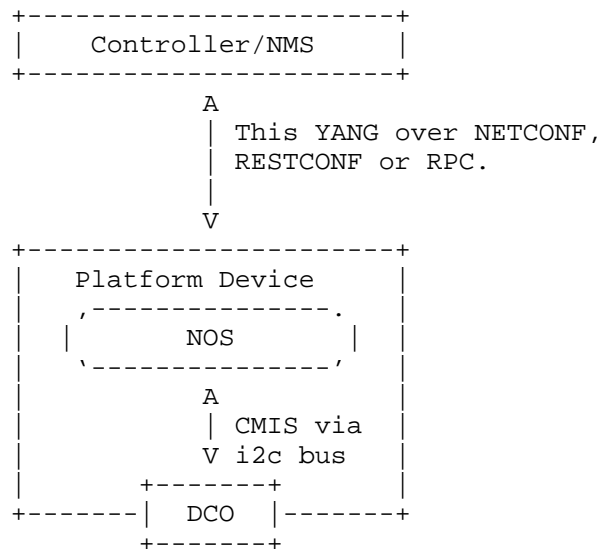 Controller/NMS
A
This YANG over NETCONF,
RESTCONF or RPC.
V
Platform Device
NOS
A
CMIS via
V i2c bus
DCO